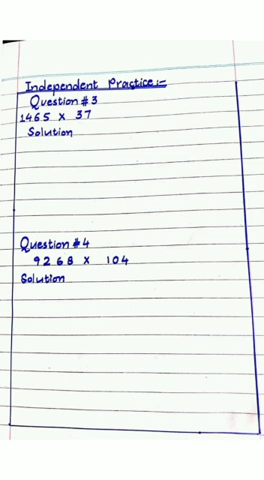 Independent Practice:-
Question #3
1465 x 37
Solution
Question #4
9268 x 104
Solution